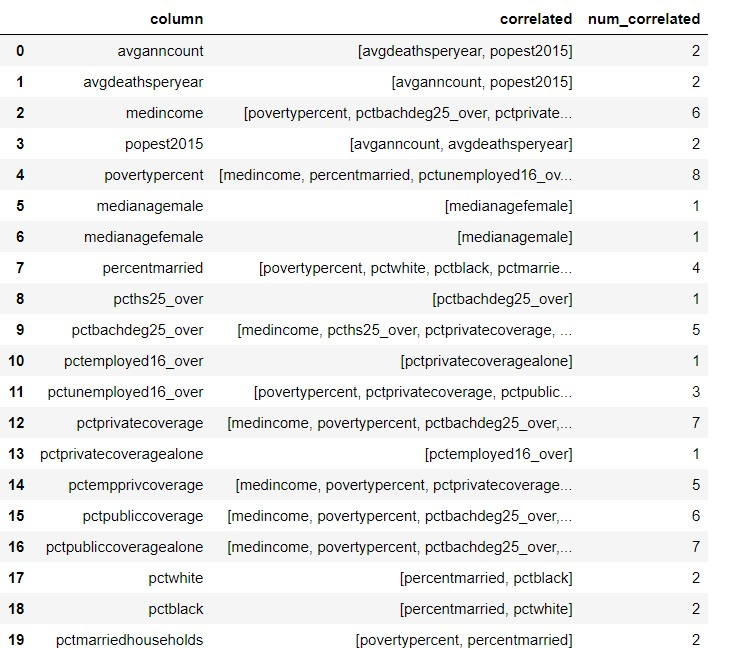 column correlated num_correlated
0 avganncount [avgdeathsperyear, popest2015] 2
1 avgdeathsperyear [avganncount, popest2015] 2
2 medincome [povertypercent, pctbachdeg25_over, pctprivate... 6
3 popest2015 [avganncount, avgdeathsperyear] 2
4 povertypercent [medincome, percentmarried, pctunemployed16_ov... 8
5 medianagemale [medianagefemale] 1
6 medianagefemale [medianagemale] 1
7 percentmarried [povertypercent, pctwhite, pctblack, pctmarrie... 4
8 pcths25_over [pctbachdeg25_over] 1
9 pctbachdeg25_over [medincome, pcths25_over, pctprivatecoverage, ... 5
10 pctemployed16_over [pctprivatecoveragealone] 1
11 pctunemployed16_over [povertypercent, pctprivatecoverage, pctpublic... 3
12 pctprivatecoverage [medincome, povertypercent, pctbachdeg25_over,... 7
13 pctprivatecoveragealone [pctemployed16_over] 1
14 pctempprivcoverage [medincome, povertypercent, pctprivatecoverage... 5
15 pctpubliccoverage [medincome, povertypercent, pctbachdeg25_over,... 6
16 pctpubliccoveragealone [medincome, povertypercent, pctbachdeg25_over,... 7
17 pctwhite [percentmarried, pctblack] 2
18 pctblack [percentmarried, pctwhite] 2
19 pctmarriedhouseholds [povertypercent, percentmarried] 2